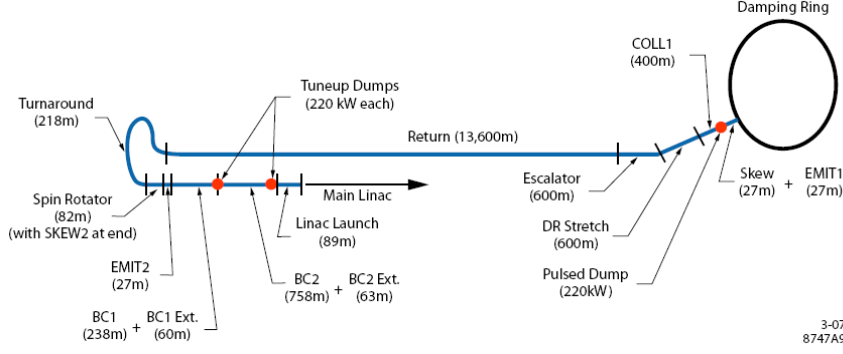 Damping Ring
COLL1
(400m)
Tuneup Dumps
(220 kW each)
Turnaround
(218m)
Return (13,600m)
Escalator
(600m)
Skew + EMIT1
(27m) (27m)
Main Linac
Spin Rotator
(82m)
(with SKEW2 at end)
Linac Launch
(89m)
DR Stretch
(600m)
EMIT2
(27m)
BC2 + BC2 Ext.
(758m) (63m)
Pulsed Dump
(220kW)
BC1 + BC1 Ext.
(238m) (60m)
3-07
8747A9